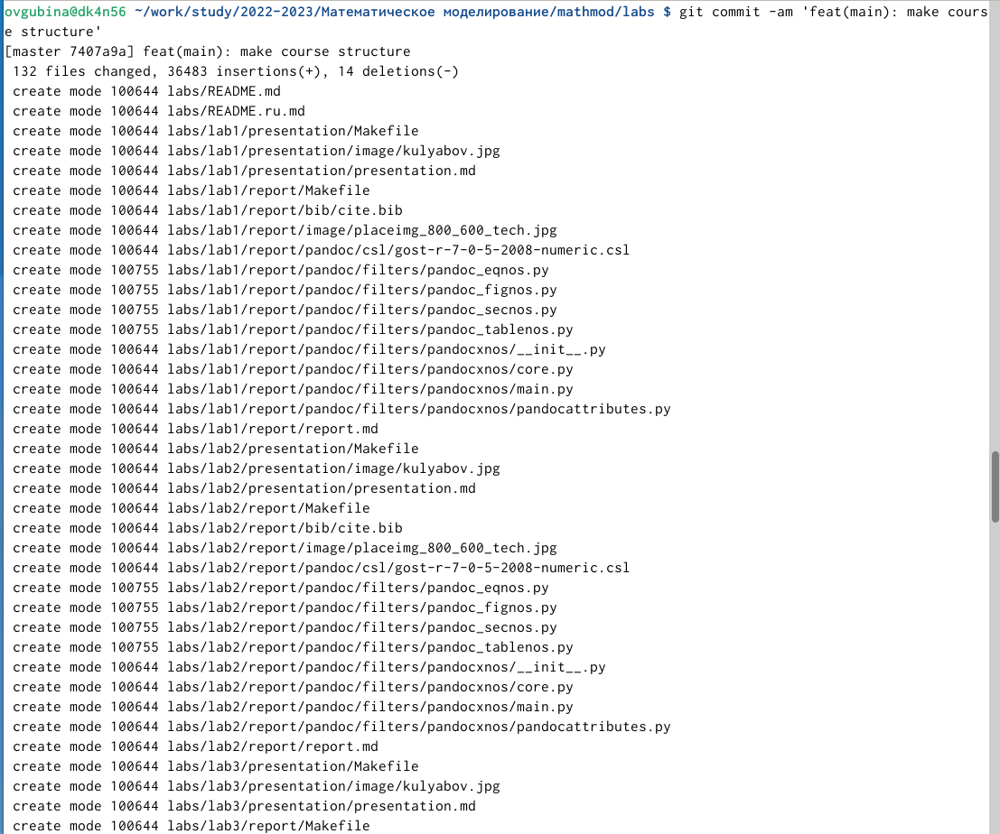 ovgubina@dk4n56 ~/work/study/2022-2023/Математическое моделирование/mathmod/labs $ git commit -am 'feat(main): make cours
e structure'
[master 7407a9a] feat(main): make course structure
 132 files changed, 36483 insertions(+), 14 deletions(-)
 create mode 100644 labs/README.md
 create mode 100644 labs/README.ru.md
 create mode 100644 labs/lab1/presentation/Makefile
 create mode 100644 labs/lab1/presentation/image/kulyabov.jpg
 create mode 100644 labs/lab1/presentation/presentation.md
 create mode 100644 labs/lab1/report/Makefile
 create mode 100644 labs/lab1/report/bib/cite.bib
 create mode 100644 labs/lab1/report/image/placeimg_800_600_tech.jpg
 create mode 100644 labs/lab1/report/pandoc/csl/gost-r-7-0-5-2008-numeric.csl
 create mode 100755 labs/lab1/report/pandoc/filters/pandoc_eqnos.py
 create mode 100755 labs/lab1/report/pandoc/filters/pandoc_fignos.py
 create mode 100755 labs/lab1/report/pandoc/filters/pandoc_secnos.py
 create mode 100755 labs/lab1/report/pandoc/filters/pandoc_tablenos.py
 create mode 100644 labs/lab1/report/pandoc/filters/pandocxnos/__init__.py
 create mode 100644 labs/lab1/report/pandoc/filters/pandocxnos/core.py
 create mode 100644 labs/lab1/report/pandoc/filters/pandocxnos/main.py
 create mode 100644 labs/lab1/report/pandoc/filters/pandocxnos/pandocattributes.py
 create mode 100644 labs/lab1/report/report.md
 create mode 100644 labs/lab2/presentation/Makefile
 create mode 100644 labs/lab2/presentation/image/kulyabov.jpg
 create mode 100644 labs/lab2/presentation/presentation.md
 create mode 100644 labs/lab2/report/Makefile
 create mode 100644 labs/lab2/report/bib/cite.bib
 create mode 100644 labs/lab2/report/image/placeimg_800_600_tech.jpg
 create mode 100644 labs/lab2/report/pandoc/csl/gost-r-7-0-5-2008-numeric.csl
 create mode 100755 labs/lab2/report/pandoc/filters/pandoc_eqnos.py
 create mode 100755 labs/lab2/report/pandoc/filters/pandoc_fignos.py
 create mode 100755 labs/lab2/report/pandoc/filters/pandoc_secnos.py
 create mode 100755 labs/lab2/report/pandoc/filters/pandoc_tablenos.py
 create mode 100644 labs/lab2/report/pandoc/filters/pandocxnos/__init__.py
 create mode 100644 labs/lab2/report/pandoc/filters/pandocxnos/core.py
 create mode 100644 labs/lab2/report/pandoc/filters/pandocxnos/main.py
 create mode 100644 labs/lab2/report/pandoc/filters/pandocxnos/pandocattributes.py
 create mode 100644 labs/lab2/report/report.md
 create mode 100644 labs/lab3/presentation/Makefile
 create mode 100644 labs/lab3/presentation/image/kulyabov.jpg
 create mode 100644 labs/lab3/presentation/presentation.md
 create mode 100644 labs/lab3/report/Makefile